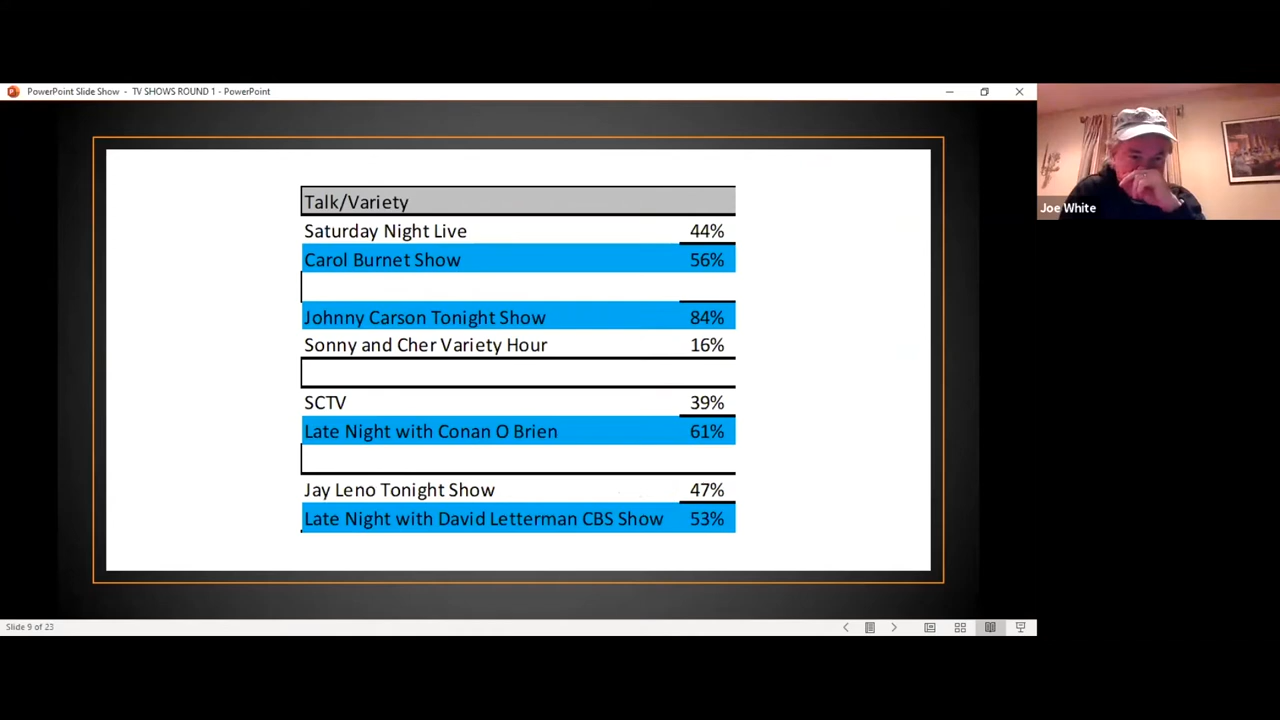 PowerPoint Slide Show - TV SHOWS ROUND 1 - PowerPoint
Joe White
Talk/Variety
Saturday Night Live 44%
Carol Burnet Show 56%
Johnny Carson Tonight Show 84%
Sonny and Cher Variety Hour 16%
SCTV 39%
Late Night with Conan O Brien 61%
Jay Leno Tonight Show 47%
Late Night with David Letterman CBS Show 53%
Slide 9 of 23